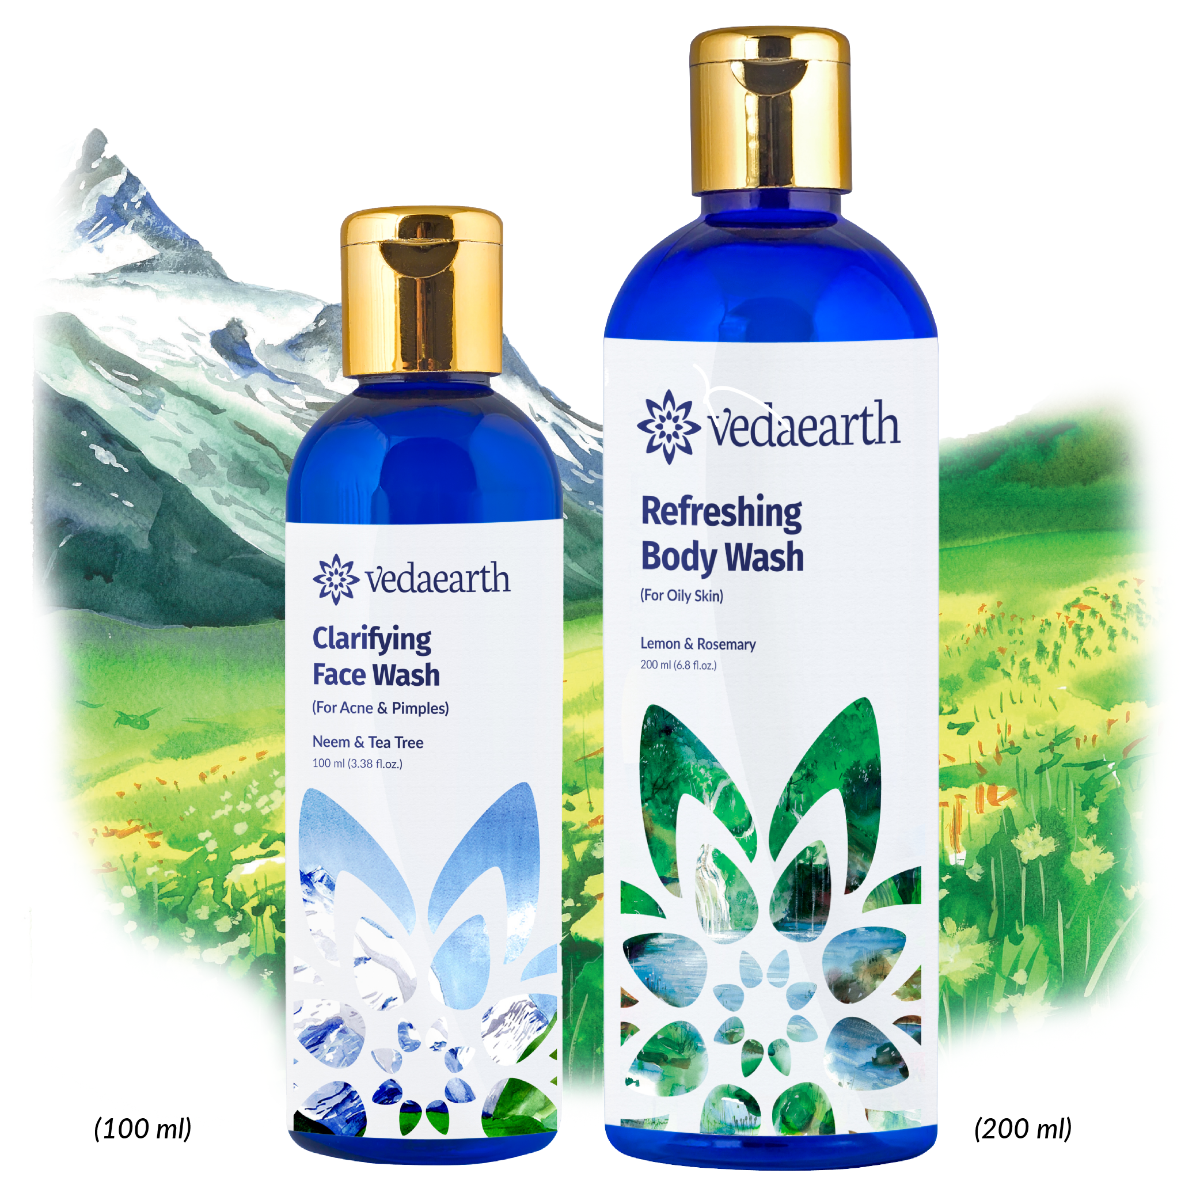 vedaearth
Clarifying
Face Wash
(For Acne & Pimples)
Neem & Tea Tree
100 ml (3.38 fl.oz.)
(100 ml)
vedaearth
Refreshing
Body Wash
(For Oily Skin)
Lemon & Rosemary
200 ml (6.8 fl.oz.)
(200 ml)